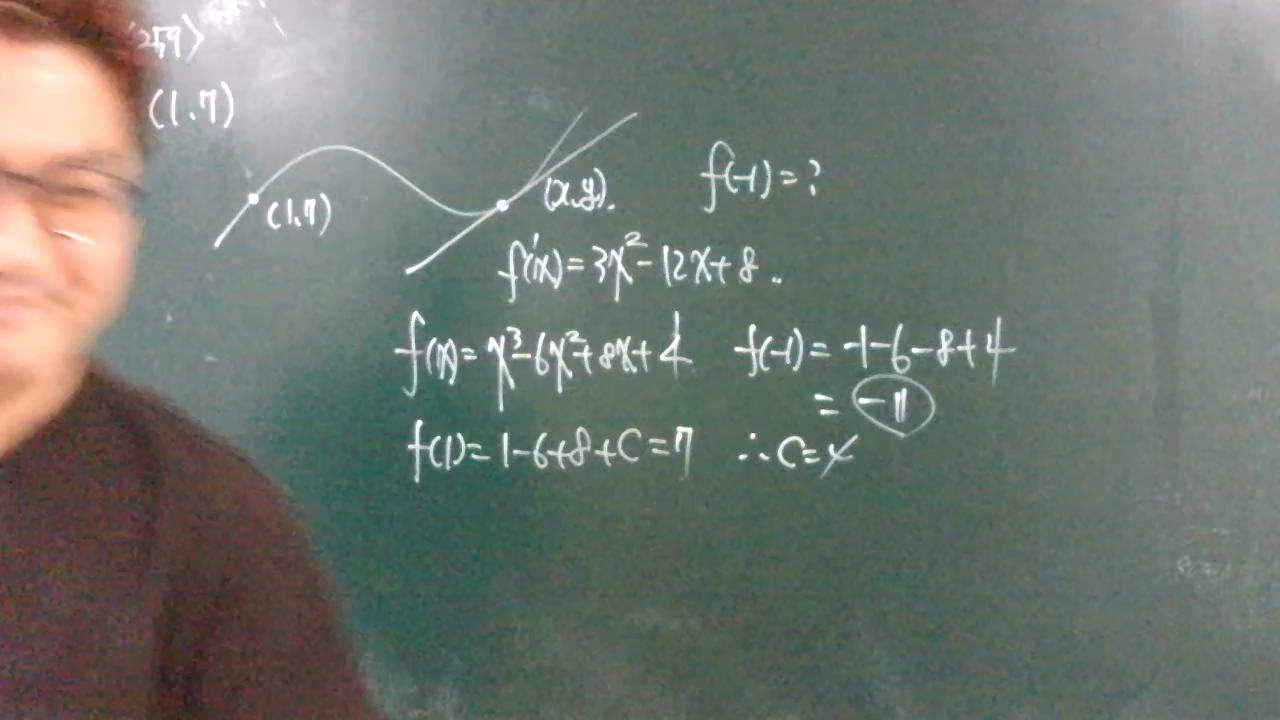 259>
(1.7)
(1.7)
(x.y).
f(-1)=?
f'(x)=3x²-12x+8..
f(x)=x³-6x²+8x+4
f(-1)=-1-6-8+4
=-11
f(1)=1-6+8+C=7 ∴C=4